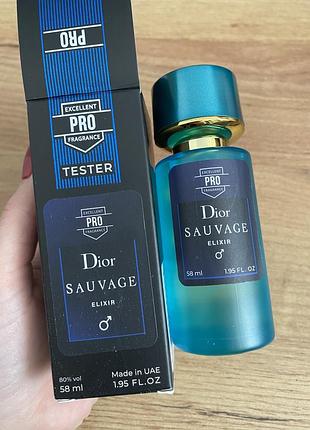 PRO
EXCELLENT
PRO
FRAGRANCE
TESTER
EXCELLENT
PRO
FRAGRANCE
Dior
SAUVAGE
ELIXIR
80% vol
58 ml
Made in UAE
1.95 FL.OZ
EXCELLENT
PRO
FRAGRANCE
Dior
SAUVAGE
ELIXIR
58 ml
1.95 FL.OZ